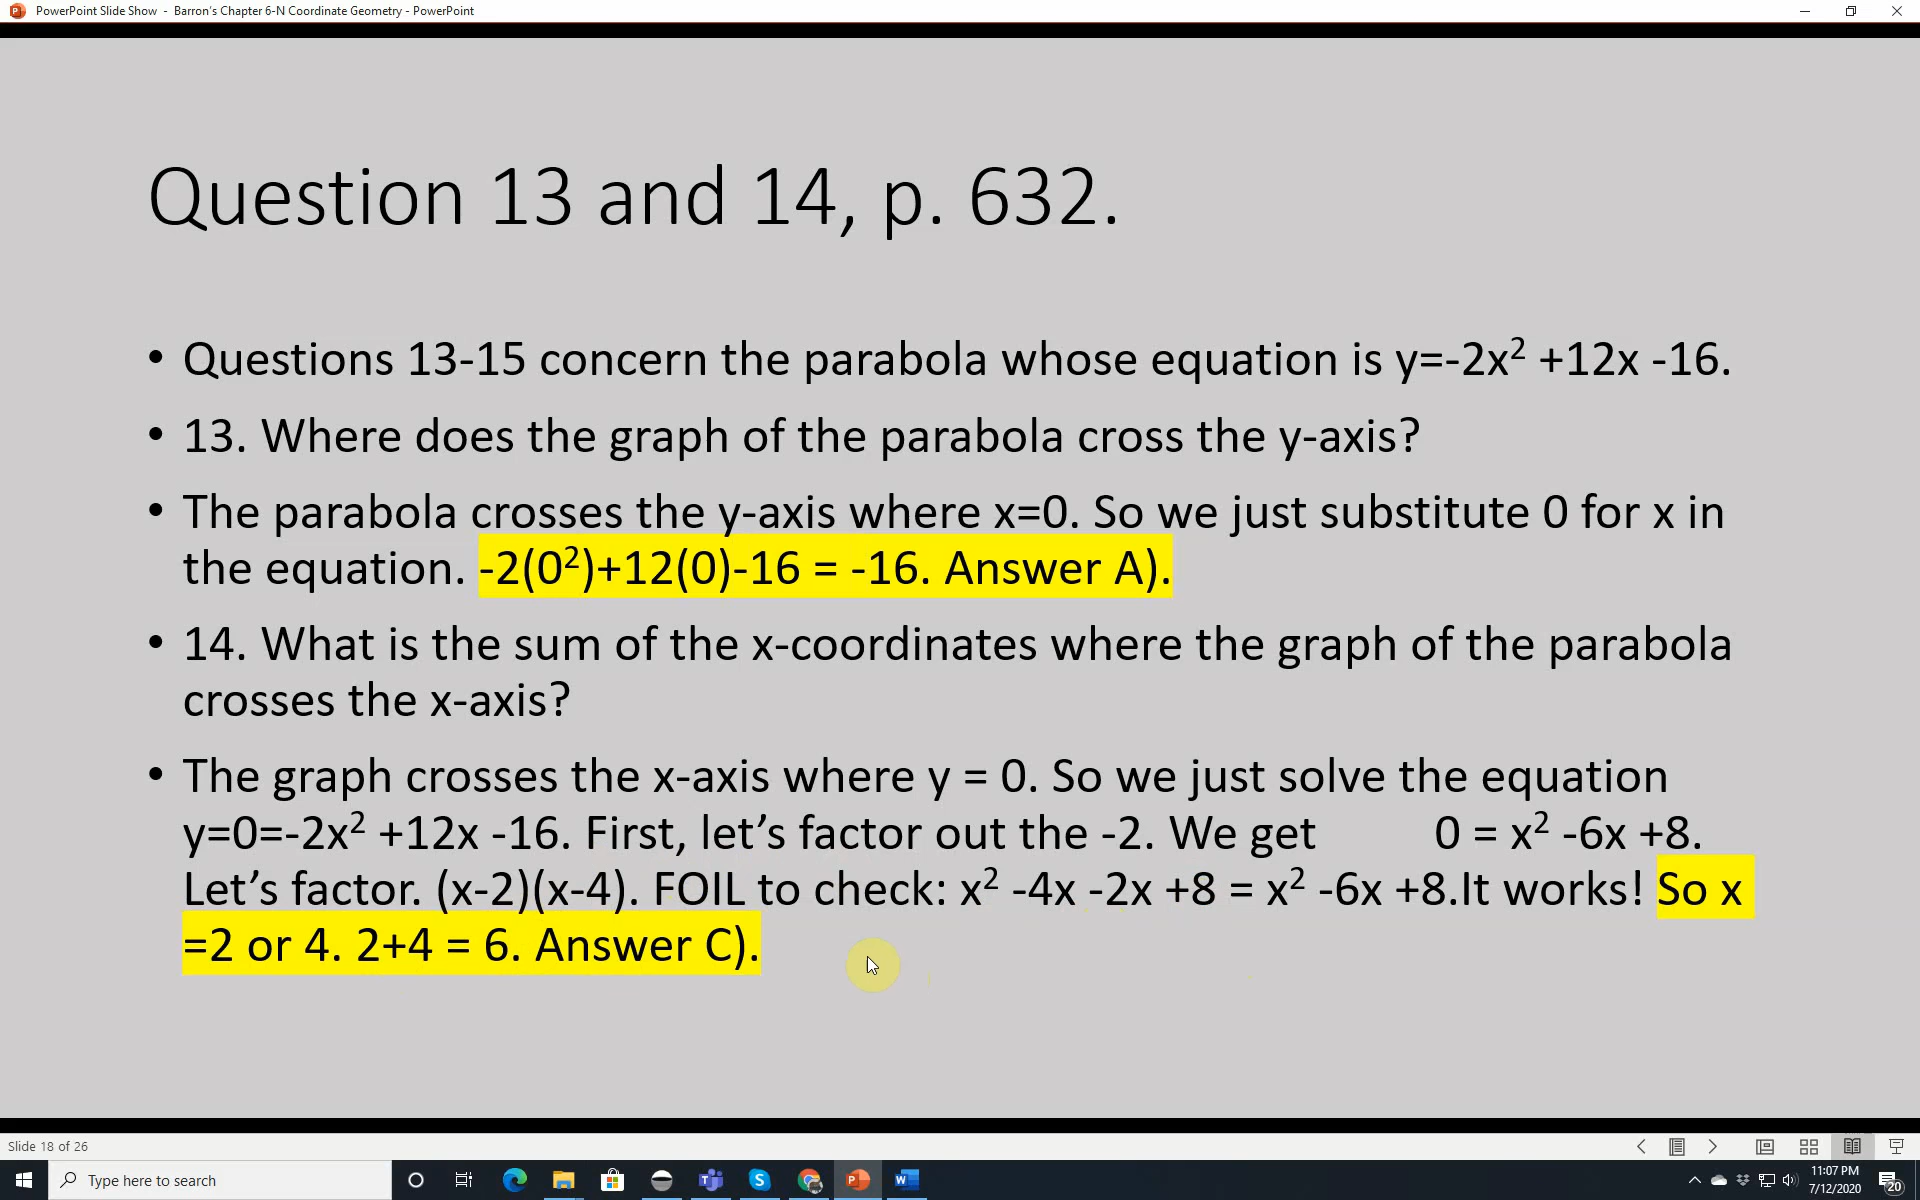 PowerPoint Slide Show - Barron's Chapter 6-N Coordinate Geometry - PowerPoint
Question 13 and 14, p. 632.
• Questions 13-15 concern the parabola whose equation is y=-2x² +12x -16.
• 13. Where does the graph of the parabola cross the y-axis?
• The parabola crosses the y-axis where x=0. So we just substitute 0 for x in
the equation. -2(0²)+12(0)-16 = -16. Answer A).
• 14. What is the sum of the x-coordinates where the graph of the parabola
crosses the x-axis?
• The graph crosses the x-axis where y = 0. So we just solve the equation
y=0=-2x² +12x -16. First, let’s factor out the -2. We get 0 = x² -6x +8.
Let’s factor. (x-2)(x-4). FOIL to check: x² -4x -2x +8 = x² -6x +8.It works! So x
=2 or 4. 2+4 = 6. Answer C).
Slide 18 of 26
Type here to search
11:07 PM
7/12/2020
20